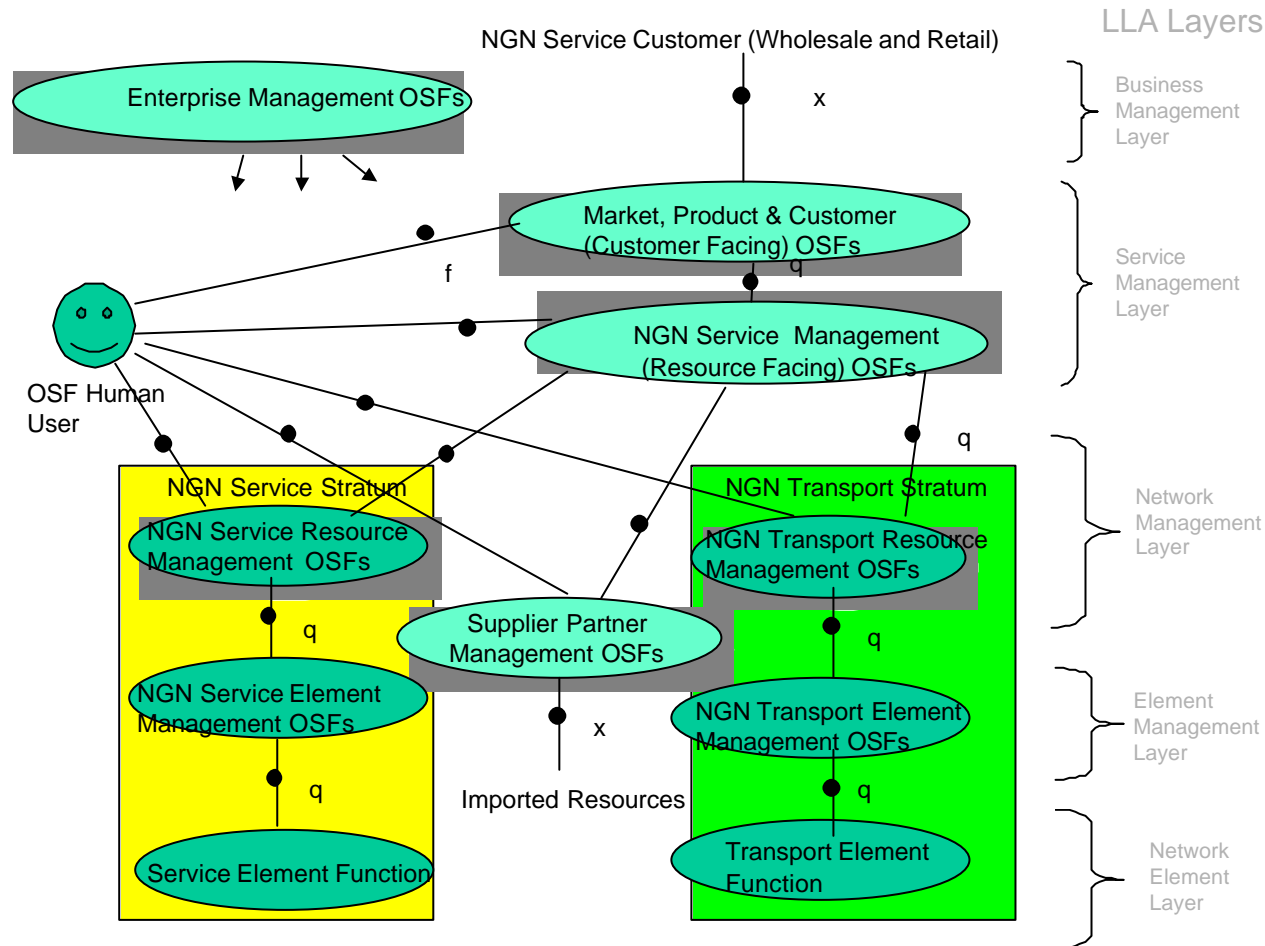 LLA Layers
NGN Service Customer (Wholesale and Retail)
Enterprise Management OSFs
x
Business
Management
Layer
Market, Product & Customer
(Customer Facing) OSFs
f
q
Service
Management
Layer
NGN Service Management
(Resource Facing) OSFs
OSF Human
User
q
NGN Service Stratum
NGN Transport Stratum
Network
Management
Layer
NGN Service Resource
Management OSFs
NGN Transport Resource
Management OSFs
q
Supplier Partner
Management OSFs
q
NGN Service Element
Management OSFs
x
NGN Transport Element
Management OSFs
Element
Management
Layer
q
Imported Resources
q
Service Element Function
Transport Element
Function
Network
Element
Layer